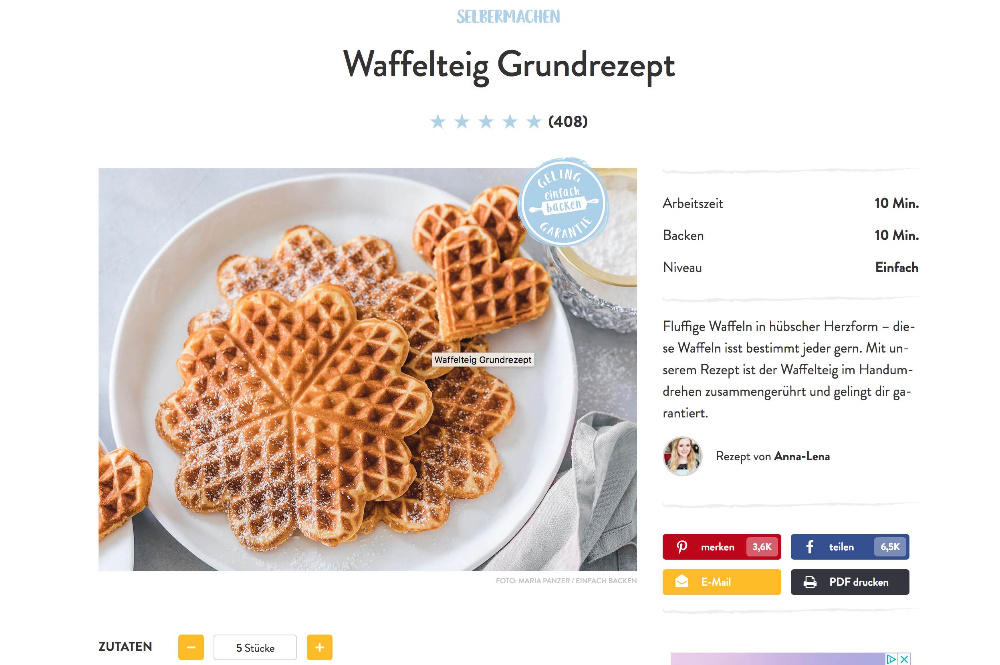 SELBERMACHEN
Waffelteig Grundrezept
(408)
GELING
einfach
backen
GARANTIE
Waffelteig Grundrezept
FOTO: MARIA PANZER / EINFACH BACKEN
Arbeitszeit 10 Min.
Backen 10 Min.
Niveau Einfach
Fluffige Waffeln in hübscher Herzform – die-
se Waffeln isst bestimmt jeder gern. Mit un-
serem Rezept ist der Waffelteig im Handum-
drehen zusammengerührt und gelingt dir ga-
rantiert.
Rezept von Anna-Lena
merken 3,6K teilen 6,5K
E-Mail PDF drucken
ZUTATEN − 5 Stücke +